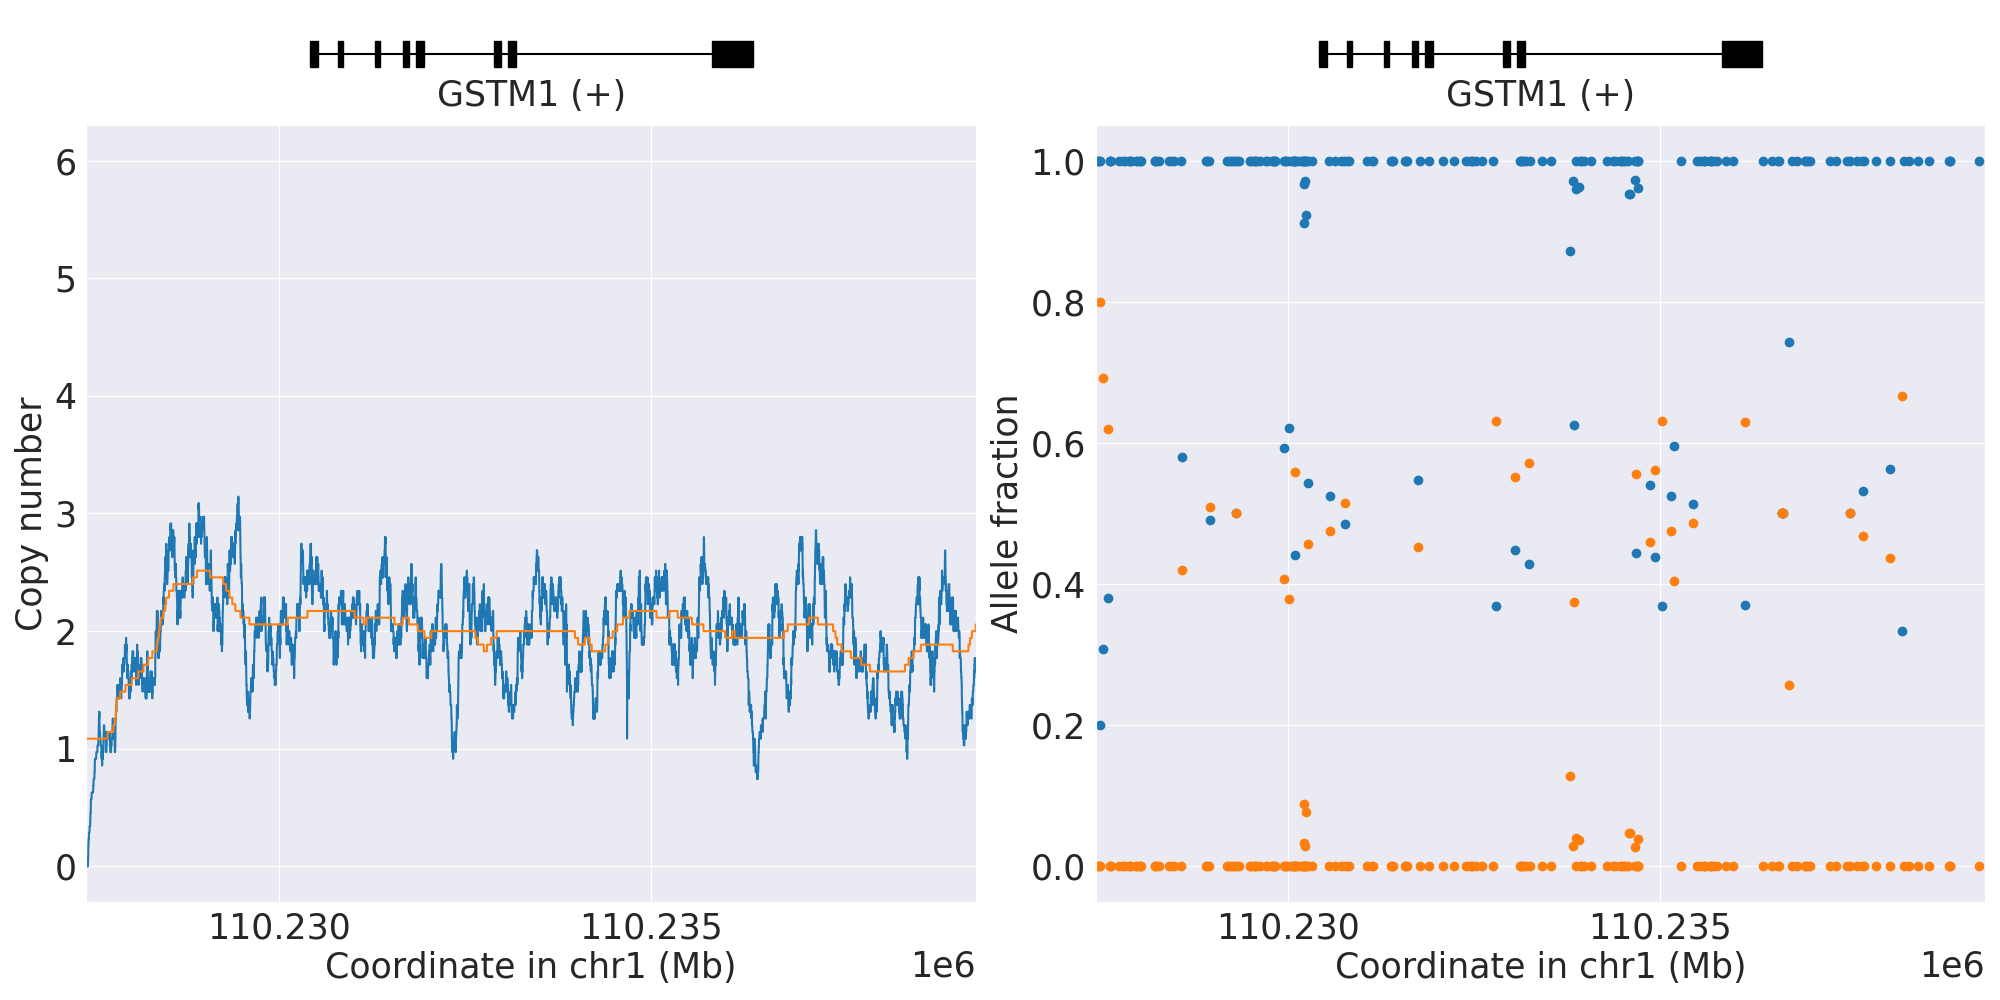 GSTM1 (+)
6
5
4
3
2
1
0
Copy number
110.230
110.235
Coordinate in chr1 (Mb)
1e6
GSTM1 (+)
1.0
0.8
0.6
0.4
0.2
0.0
Allele fraction
110.230
110.235
Coordinate in chr1 (Mb)
1e6